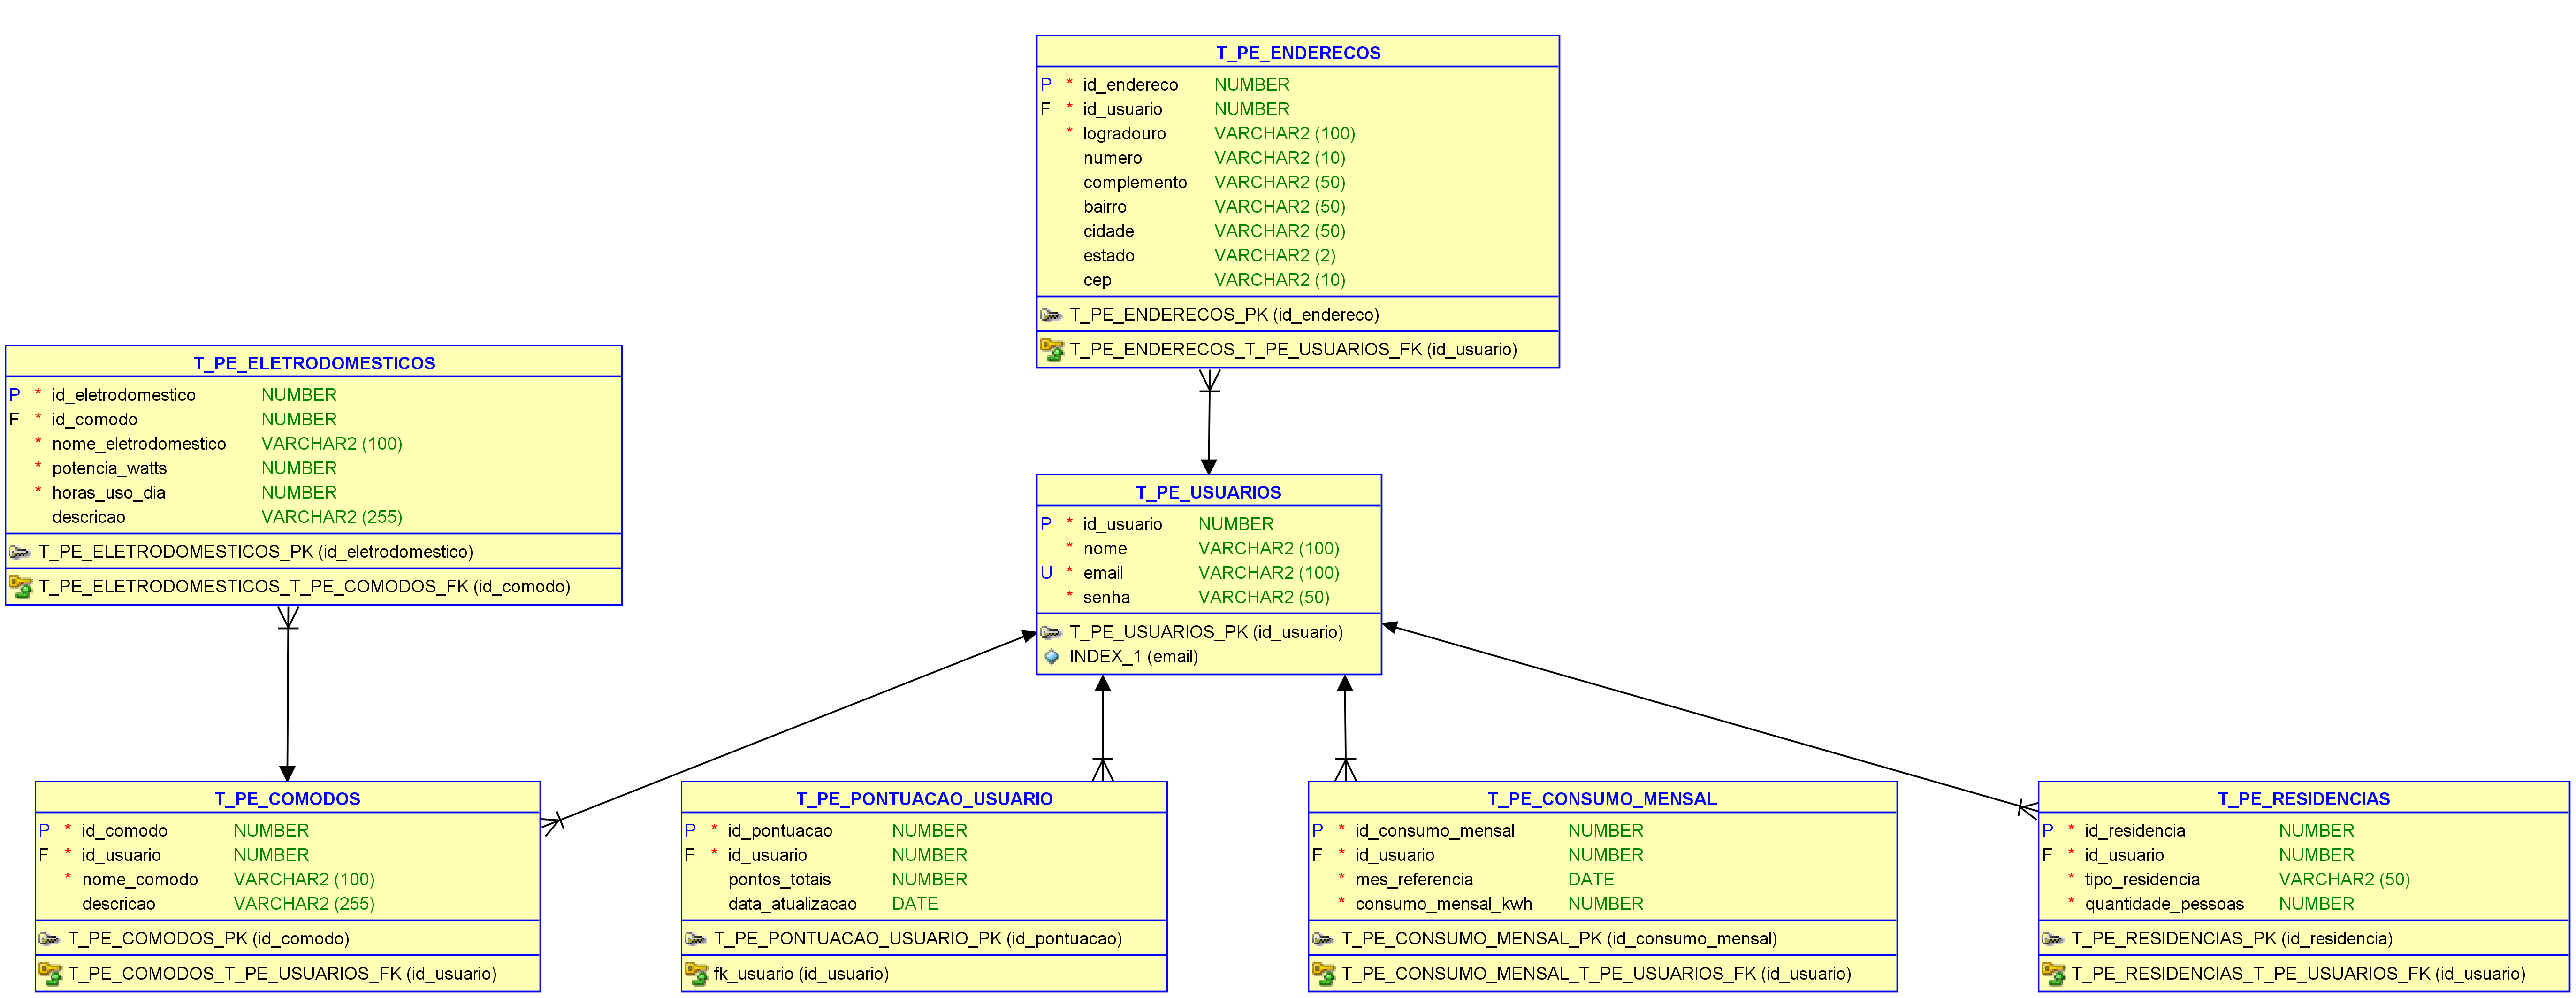 T_PE_ENDERECOS
P * id_endereco NUMBER
F * id_usuario NUMBER
* logradouro VARCHAR2 (100)
numero VARCHAR2 (10)
complemento VARCHAR2 (50)
bairro VARCHAR2 (50)
cidade VARCHAR2 (50)
estado VARCHAR2 (2)
cep VARCHAR2 (10)
T_PE_ENDERECOS_PK (id_endereco)
T_PE_ENDERECOS_T_PE_USUARIOS_FK (id_usuario)
T_PE_ELETRODOMESTICOS
P * id_eletrodomestico NUMBER
F * id_comodo NUMBER
* nome_eletrodomestico VARCHAR2 (100)
* potencia_watts NUMBER
* horas_uso_dia NUMBER
descricao VARCHAR2 (255)
T_PE_ELETRODOMESTICOS_PK (id_eletrodomestico)
T_PE_ELETRODOMESTICOS_T_PE_COMODOS_FK (id_comodo)
T_PE_USUARIOS
P * id_usuario NUMBER
* nome VARCHAR2 (100)
U * email VARCHAR2 (100)
* senha VARCHAR2 (50)
T_PE_USUARIOS_PK (id_usuario)
INDEX_1 (email)
T_PE_COMODOS
P * id_comodo NUMBER
F * id_usuario NUMBER
* nome_comodo VARCHAR2 (100)
descricao VARCHAR2 (255)
T_PE_COMODOS_PK (id_comodo)
T_PE_COMODOS_T_PE_USUARIOS_FK (id_usuario)
T_PE_PONTUACAO_USUARIO
P * id_pontuacao NUMBER
F * id_usuario NUMBER
pontos_totais NUMBER
data_atualizacao DATE
T_PE_PONTUACAO_USUARIO_PK (id_pontuacao)
fk_usuario (id_usuario)
T_PE_CONSUMO_MENSAL
P * id_consumo_mensal NUMBER
F * id_usuario NUMBER
* mes_referencia DATE
* consumo_mensal_kwh NUMBER
T_PE_CONSUMO_MENSAL_PK (id_consumo_mensal)
T_PE_CONSUMO_MENSAL_T_PE_USUARIOS_FK (id_usuario)
T_PE_RESIDENCIAS
P * id_residencia NUMBER
F * id_usuario NUMBER
* tipo_residencia VARCHAR2 (50)
* quantidade_pessoas NUMBER
T_PE_RESIDENCIAS_PK (id_residencia)
T_PE_RESIDENCIAS_T_PE_USUARIOS_FK (id_usuario)